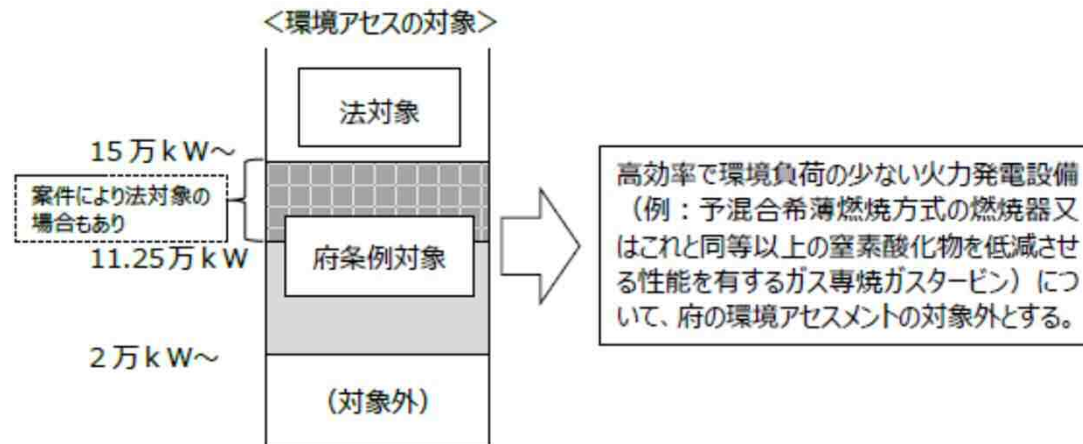 ＜環境アセスの対象＞
法対象
15万ｋＷ～
案件により法対象の
場合もあり
11.25万ｋＷ
府条例対象
２万ｋＷ～
（対象外）
高効率で環境負荷の少ない火力発電設備
（例：予混合希薄燃焼方式の燃焼器又
はこれと同等以上の窒素酸化物を低減させ
る性能を有するガス専焼ガスタービン）につ
いて、府の環境アセスメントの対象外とする。